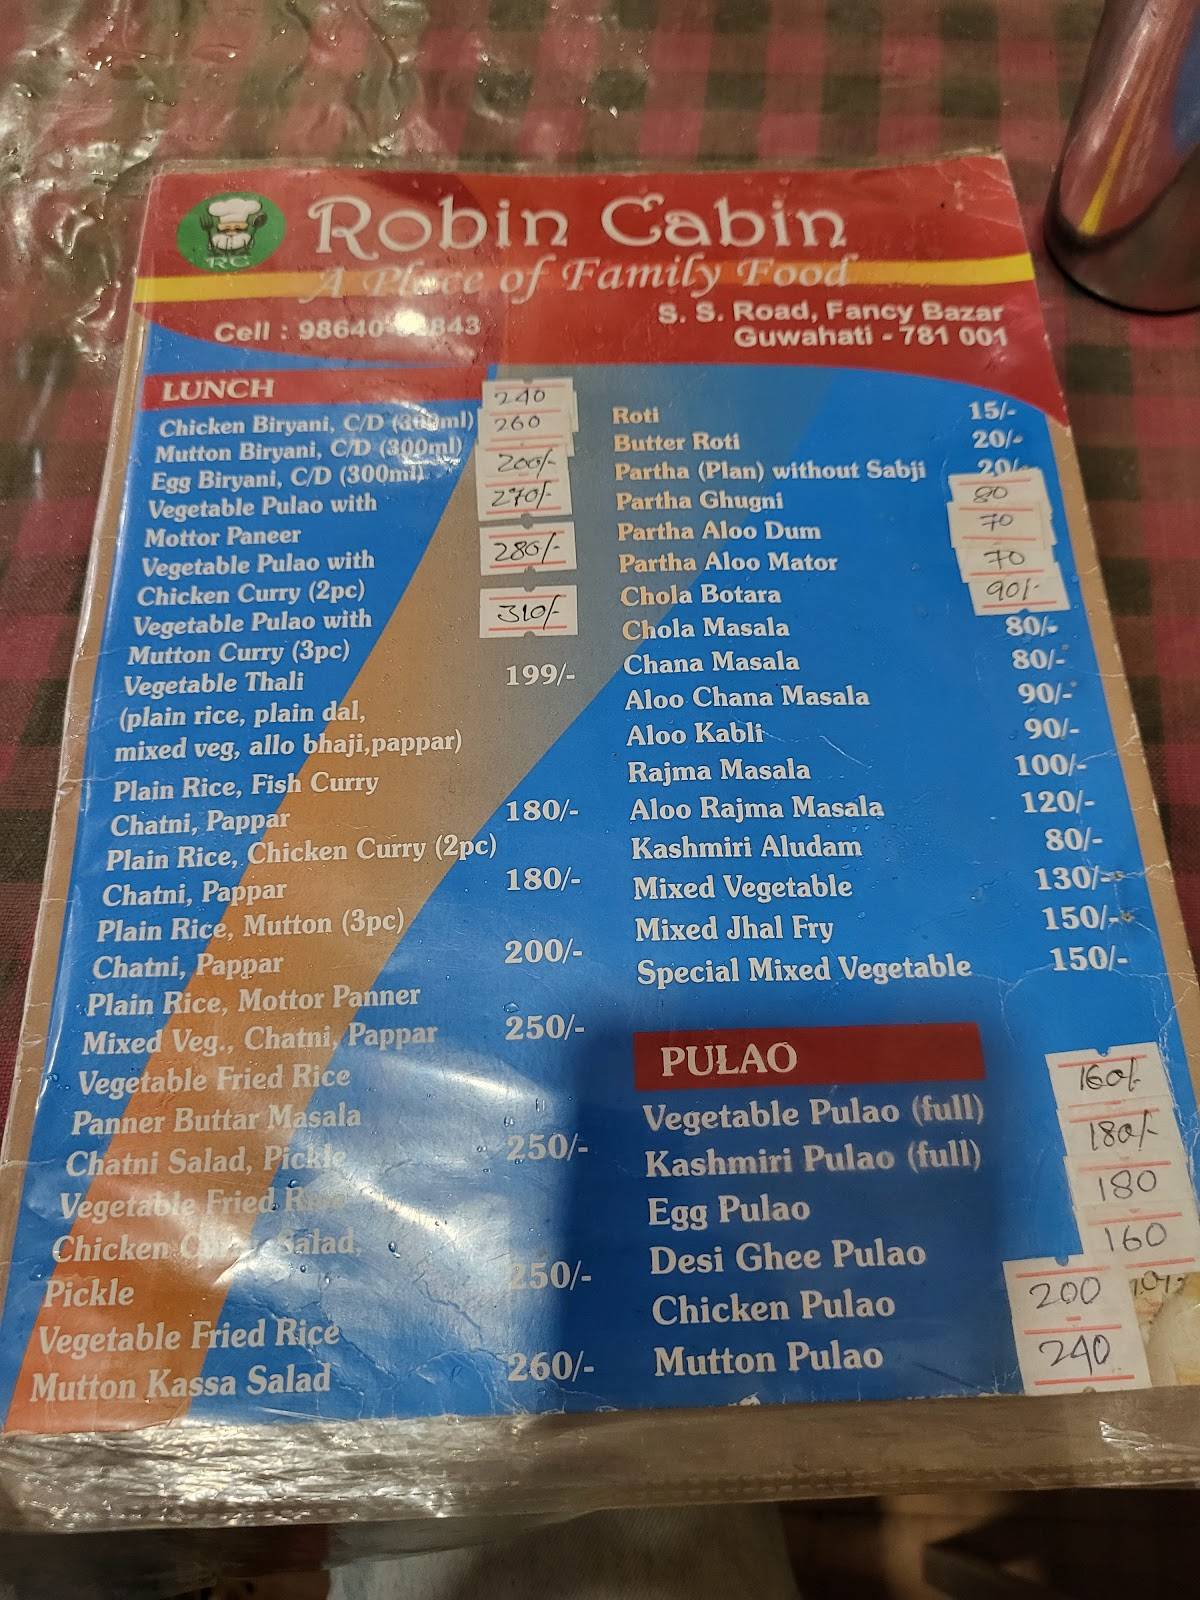 RC
Robin Cabin
A Place of Family Food
Cell : 98640 843
S. S. Road, Fancy Bazar
Guwahati - 781 001
LUNCH
Chicken Biryani, C/D (300ml) 240
Mutton Biryani, C/D (300ml) 260
Egg Biryani, C/D (300ml) 200/-
Vegetable Pulao with 270/-
Mottor Paneer
Vegetable Pulao with 280/-
Chicken Curry (2pc)
Vegetable Pulao with 310/-
Mutton Curry (3pc)
Vegetable Thali 199/-
(plain rice, plain dal,
mixed veg, allo bhaji,pappar)
Plain Rice, Fish Curry
Chatni, Pappar 180/-
Plain Rice, Chicken Curry (2pc)
Chatni, Pappar 180/-
Plain Rice, Mutton (3pc)
Chatni, Pappar 200/-
Plain Rice, Mottor Panner
Mixed Veg., Chatni, Pappar 250/-
Vegetable Fried Rice
Panner Buttar Masala
Chatni Salad, Pickle 250/-
Vegetable Fried Rice
Chicken Salad,
Pickle 250/-
Vegetable Fried Rice
Mutton Kassa Salad 260/-
Roti 15/-
Butter Roti 20/-
Partha (Plan) without Sabji 20/-
Partha Ghugni 80
Partha Aloo Dum 70
Partha Aloo Mator 70
Chola Botara 90/-
Chola Masala 80/-
Chana Masala 80/-
Aloo Chana Masala 90/-
Aloo Kabli 90/-
Rajma Masala 100/-
Aloo Rajma Masala 120/-
Kashmiri Aludam 80/-
Mixed Vegetable 130/-
Mixed Jhal Fry 150/-
Special Mixed Vegetable 150/-
PULAO
Vegetable Pulao (full) 160/-
Kashmiri Pulao (full) 180/-
Egg Pulao 180
Desi Ghee Pulao 160
Chicken Pulao 200
Mutton Pulao 240